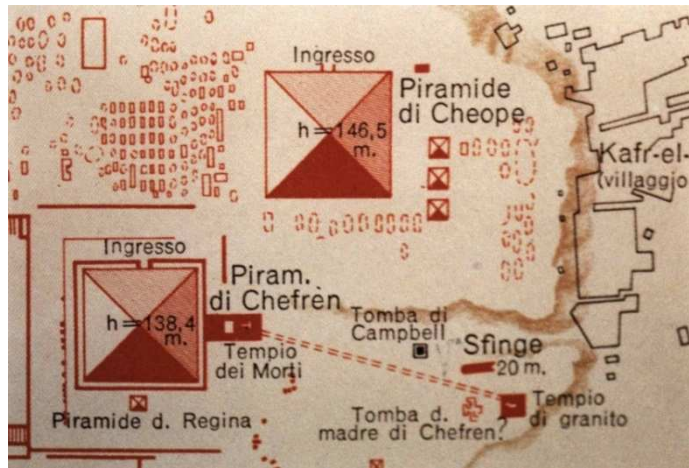 Ingresso
Piramide
di Cheope
h=146,5
m.
Kafr-el-
(villaggio
Ingresso
Piram.
di Chefrèn
h=138,4
m.
Tempio
dei Morti
Tomba di
Campbell
Sfinge
20 m.
Piramide d. Regina
Tomba d.
madre di Chefren?
Tempio
di granito